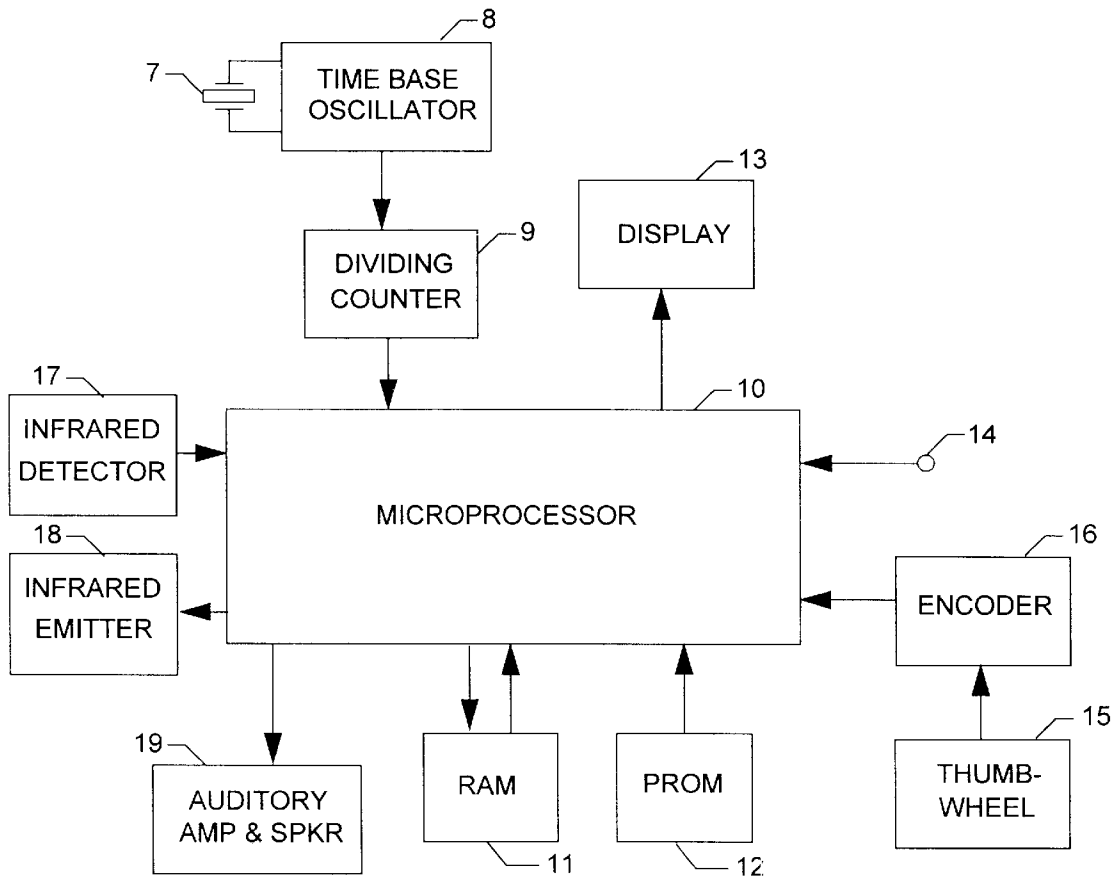 8
7
TIME BASE
OSCILLATOR
13
9
DISPLAY
DIVIDING
COUNTER
17
10
INFRARED
DETECTOR
14
MICROPROCESSOR
18
16
INFRARED
EMITTER
ENCODER
19
15
AUDITORY
AMP & SPKR
RAM
PROM
THUMB-
WHEEL
11
12